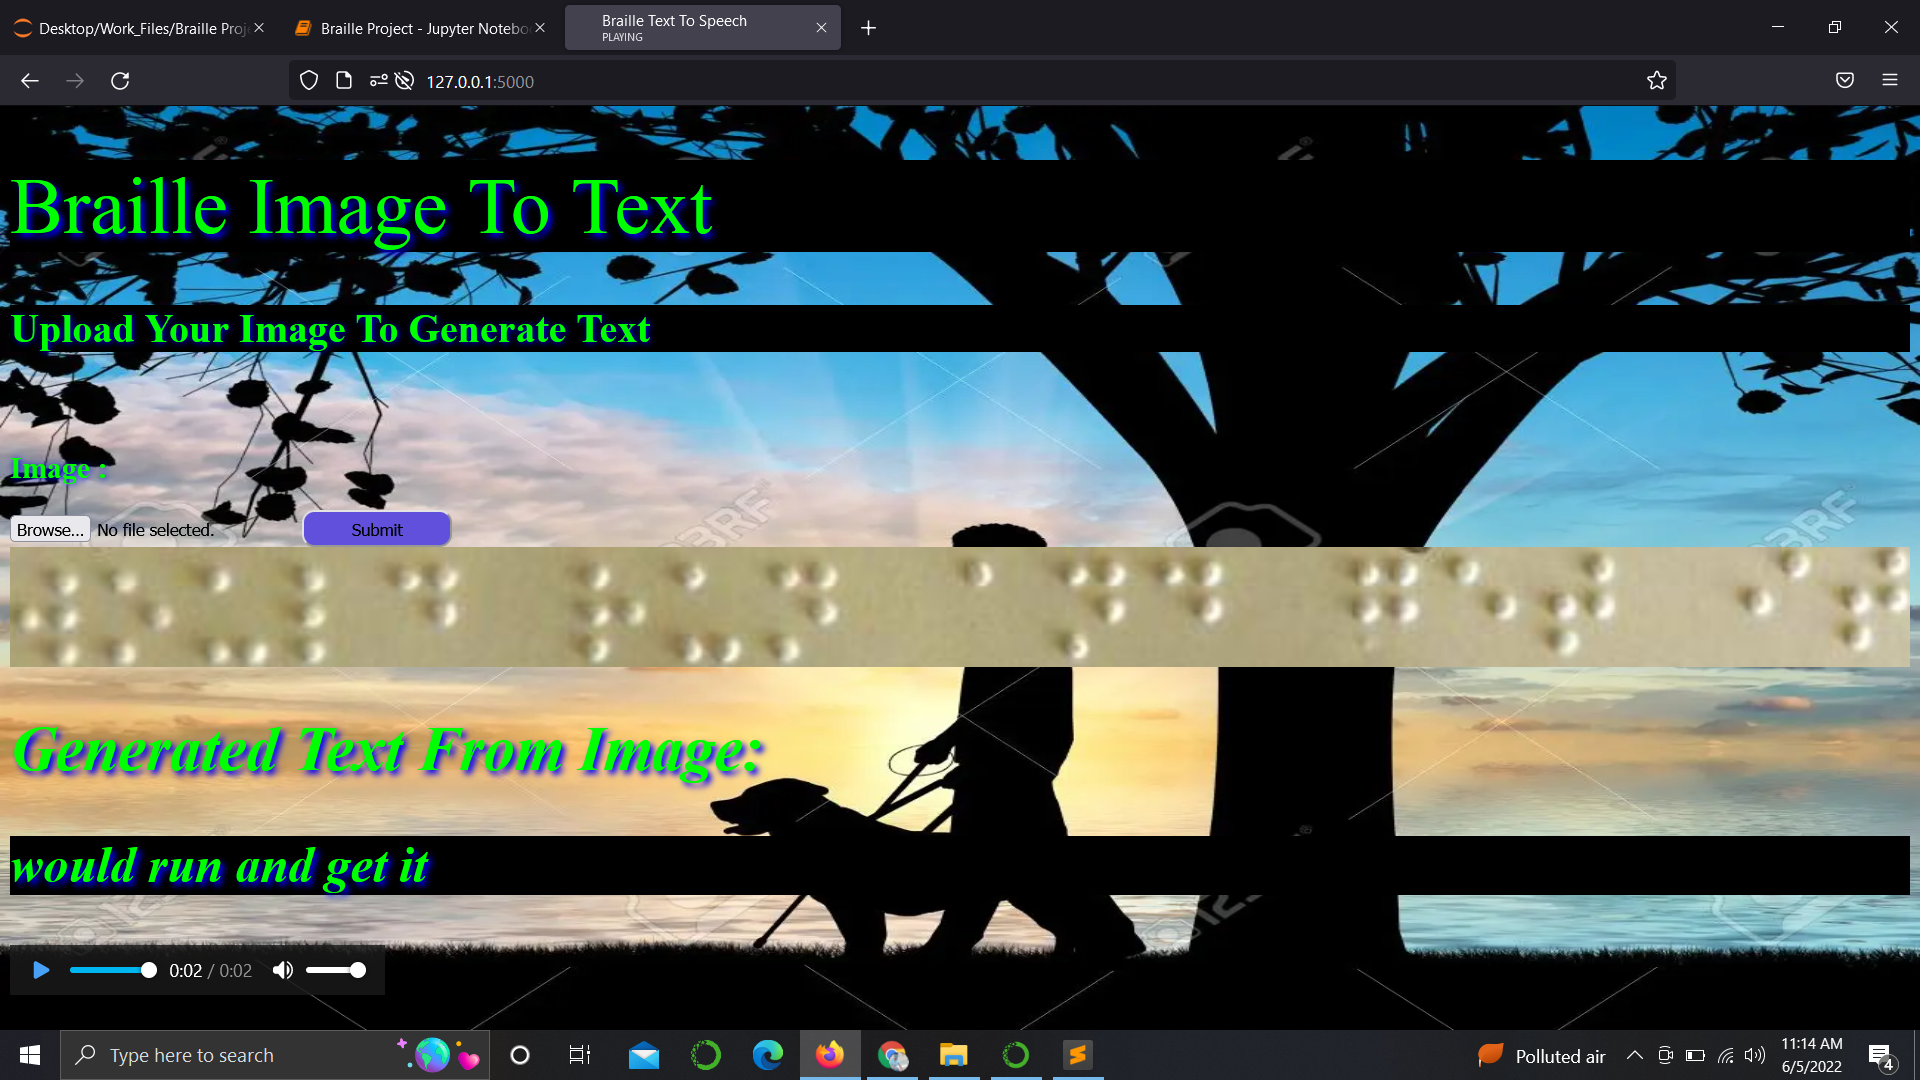 Desktop/Work_Files/Braille Proj
Braille Project - Jupyter Notebo
Braille Text To Speech
PLAYING
127.0.0.1:5000
Braille Image To Text
Upload Your Image To Generate Text
Image :
Browse... No file selected. Submit
Generated Text From Image:
would run and get it
0:02 / 0:02
Type here to search
Polluted air
11:14 AM
6/5/2022
4